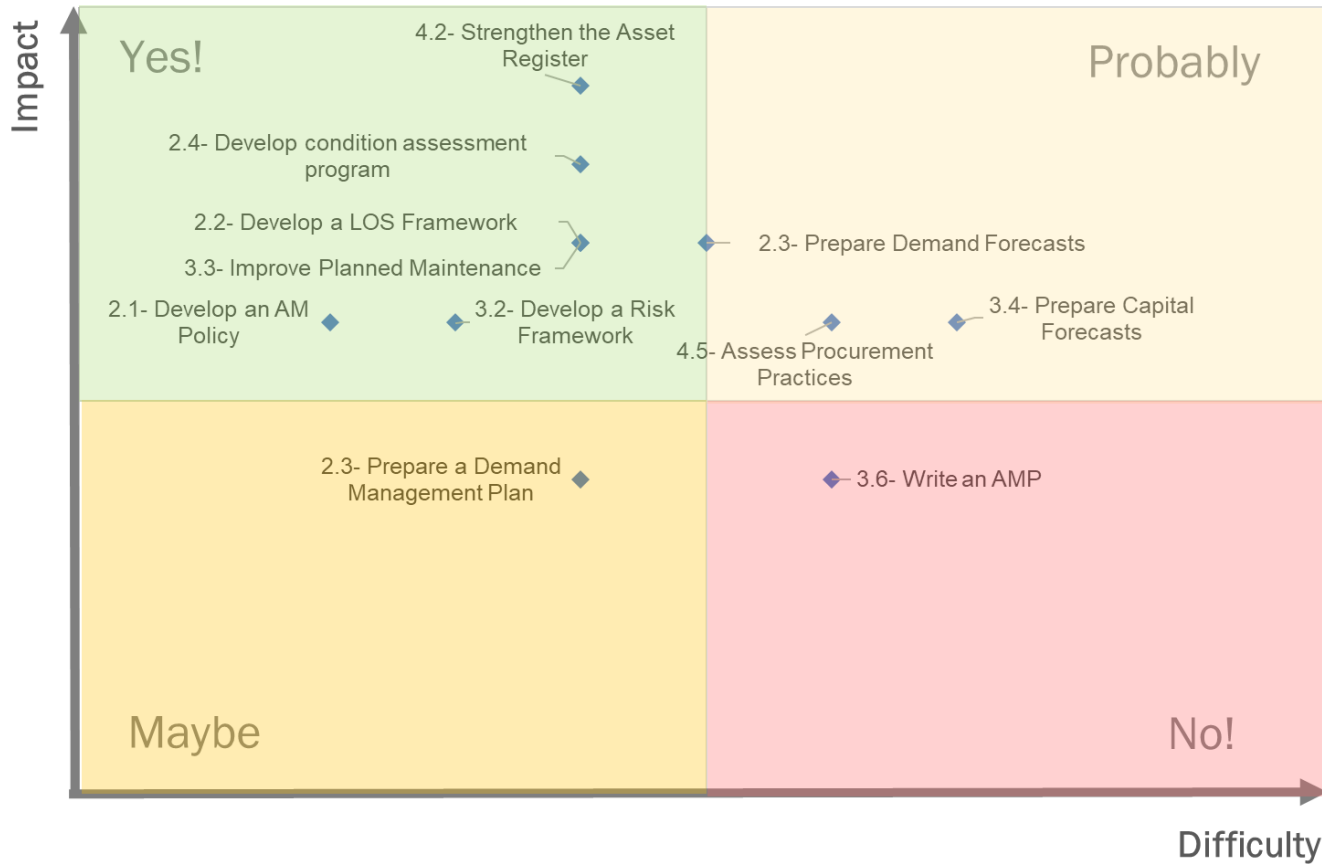 Impact
Yes!
4.2- Strengthen the Asset
Register
Probably
2.4- Develop condition assessment
program
2.2- Develop a LOS Framework
3.3- Improve Planned Maintenance
2.3- Prepare Demand Forecasts
2.1- Develop an AM
Policy
3.2- Develop a Risk
Framework
4.5- Assess Procurement
Practices
3.4- Prepare Capital
Forecasts
2.3- Prepare a Demand
Management Plan
3.6- Write an AMP
Maybe
No!
Difficulty